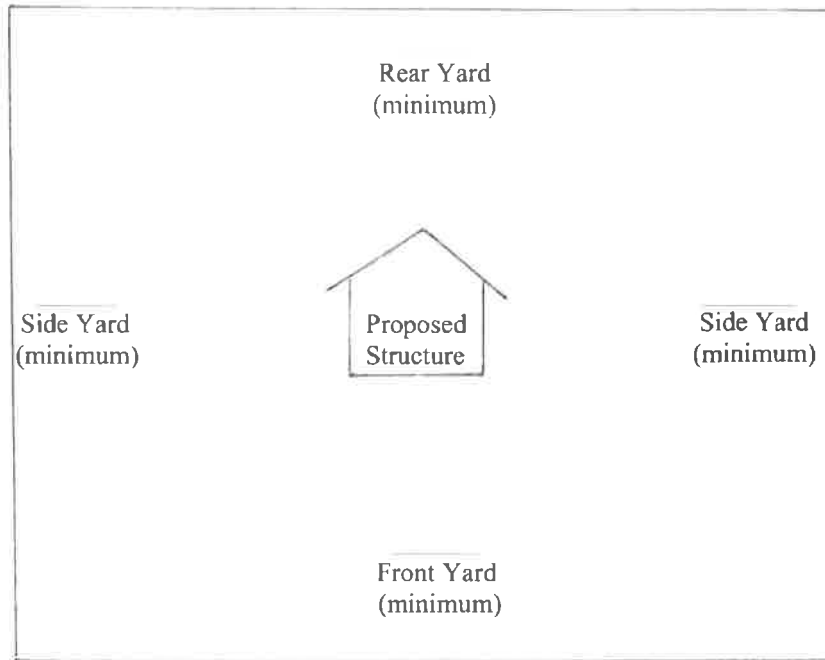 Rear Yard
(minimum)
Side Yard
(minimum)
Proposed
Structure
Side Yard
(minimum)
Front Yard
(minimum)